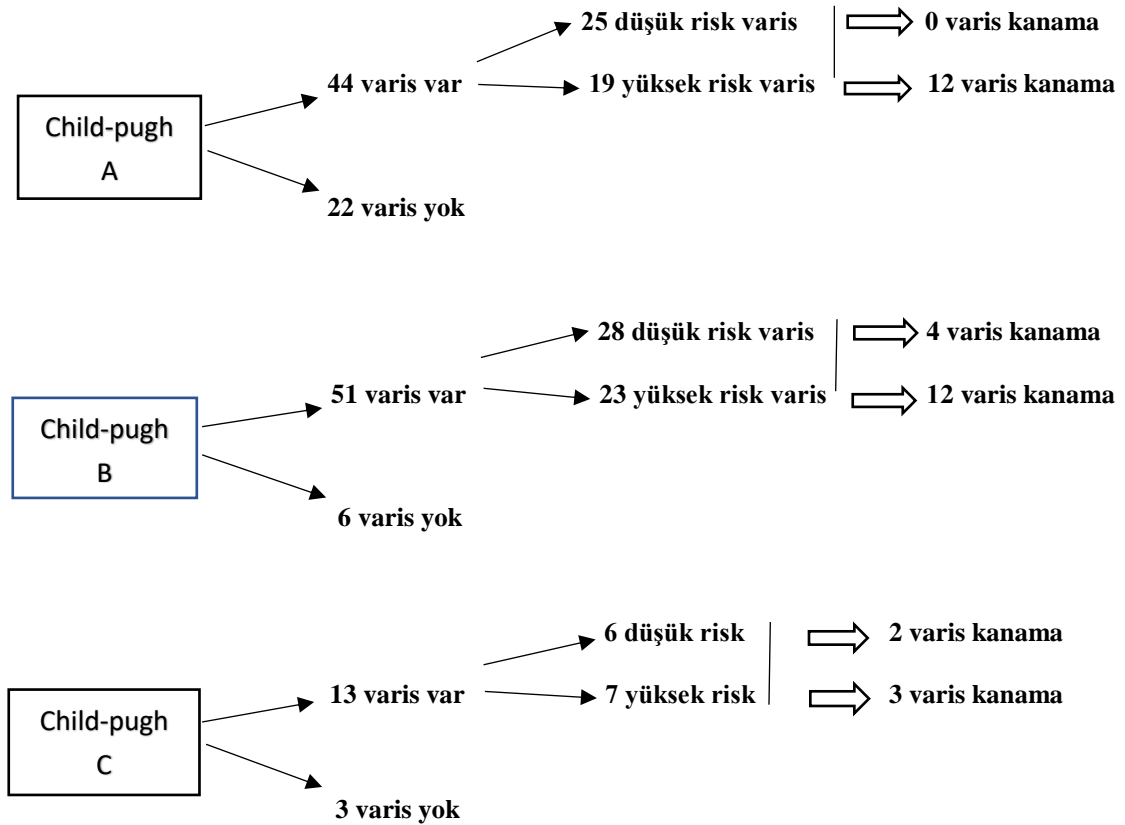 25 düşük risk varis
0 varis kanama
44 varis var
19 yüksek risk varis
12 varis kanama
Child-pugh
A
22 varis yok
28 düşük risk varis
4 varis kanama
51 varis var
23 yüksek risk varis
12 varis kanama
Child-pugh
B
6 varis yok
6 düşük risk
2 varis kanama
13 varis var
7 yüksek risk
3 varis kanama
Child-pugh
C
3 varis yok